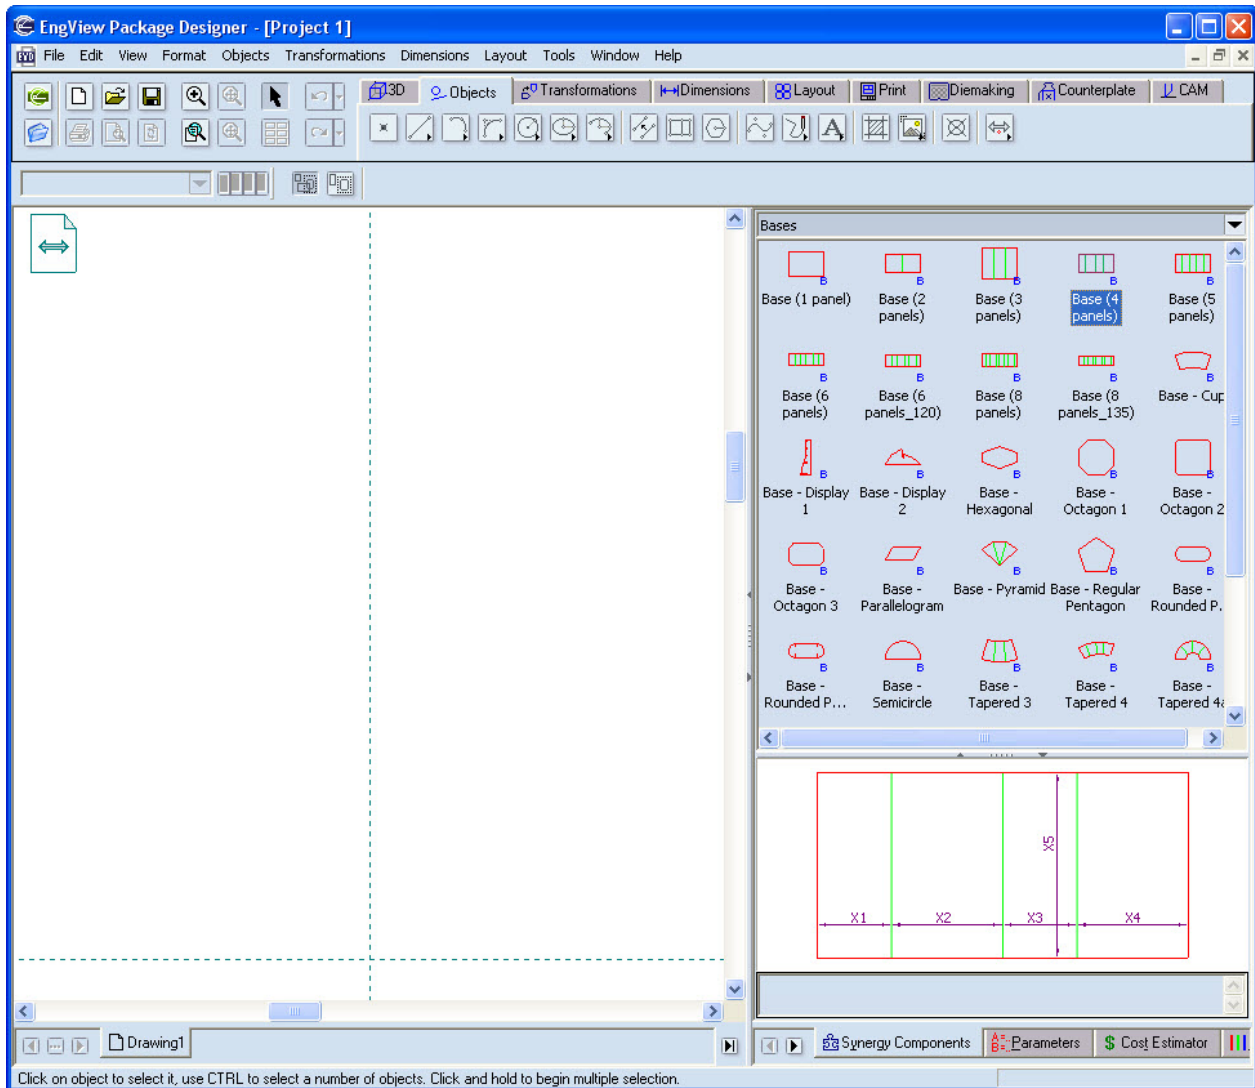 EngView Package Designer - [Project 1]
File Edit View Format Objects Transformations Dimensions Layout Tools Window Help
3D Objects Transformations Dimensions Layout Print Diemaking Counterplate CAM
A
Bases
B B B B B
Base (1 panel) Base (2 panels) Base (3 panels) Base (4 panels) Base (5 panels)
B B B B B
Base (6 panels) Base (6 panels_120) Base (8 panels) Base (8 panels_135) Base - Cup
B B B B B
Base - Display 1 Base - Display 2 Base - Hexagonal Base - Octagon 1 Base - Octagon 2
B B B B B
Base - Octagon 3 Base - Parallelogram Base - Pyramid Base - Regular Pentagon Base - Rounded P.
B B B B B
Base - Rounded P... Base - Semicircle Base - Tapered 3 Base - Tapered 4 Base - Tapered 4a
X5
X1 X2 X3 X4
Drawing1
Synergy Components Parameters $ Cost Estimator
Click on object to select it, use CTRL to select a number of objects. Click and hold to begin multiple selection.